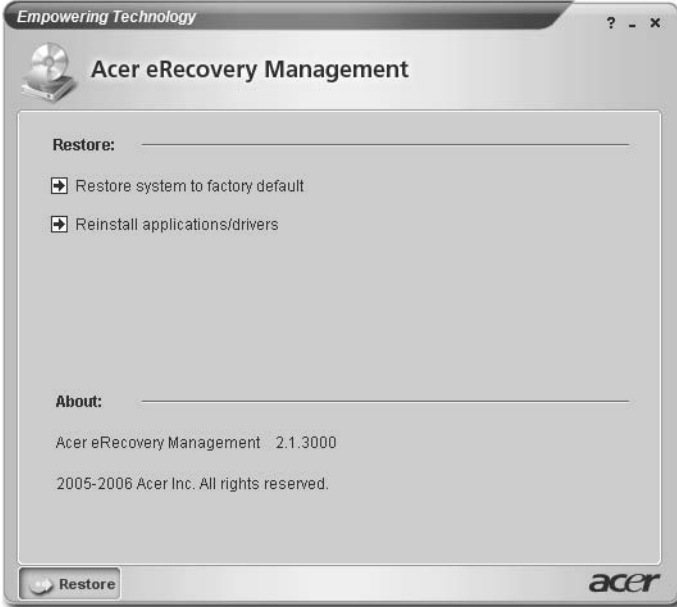 Empowering Technology
? - x
Acer eRecovery Management
Restore:
Restore system to factory default
Reinstall applications/drivers
About:
Acer eRecovery Management 2.1.3000
2005-2006 Acer Inc. All rights reserved.
Restore
acer